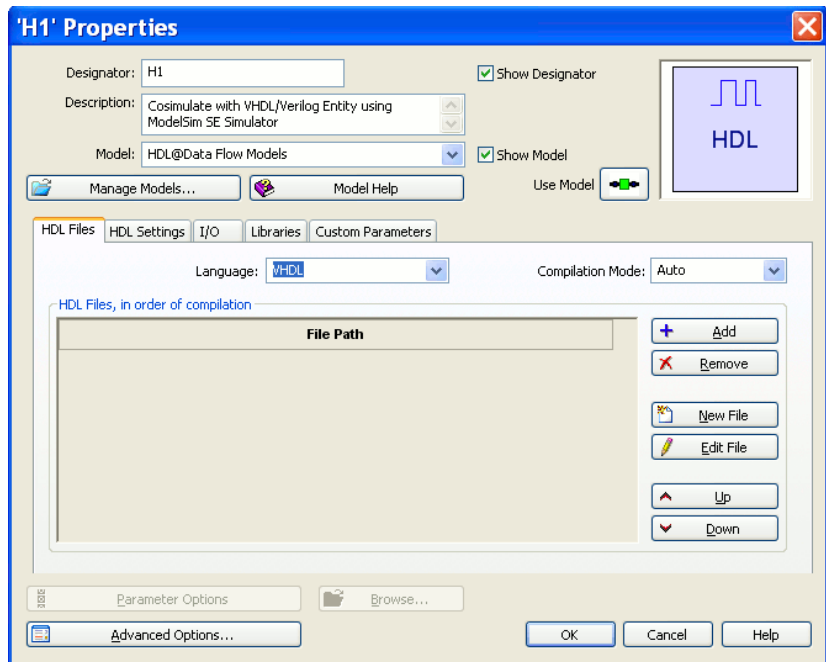 'H1' Properties
Designator: H1
Show Designator
Description: Cosimulate with VHDL/Verilog Entity using
ModelSim SE Simulator
HDL
Model: HDL@Data Flow Models
Show Model
Manage Models...
Model Help
Use Model
HDL Files
HDL Settings
I/O
Libraries
Custom Parameters
Language: VHDL
Compilation Mode: Auto
HDL Files, in order of compilation
File Path
Add
Remove
New File
Edit File
Up
Down
Parameter Options
Browse...
Advanced Options...
OK
Cancel
Help